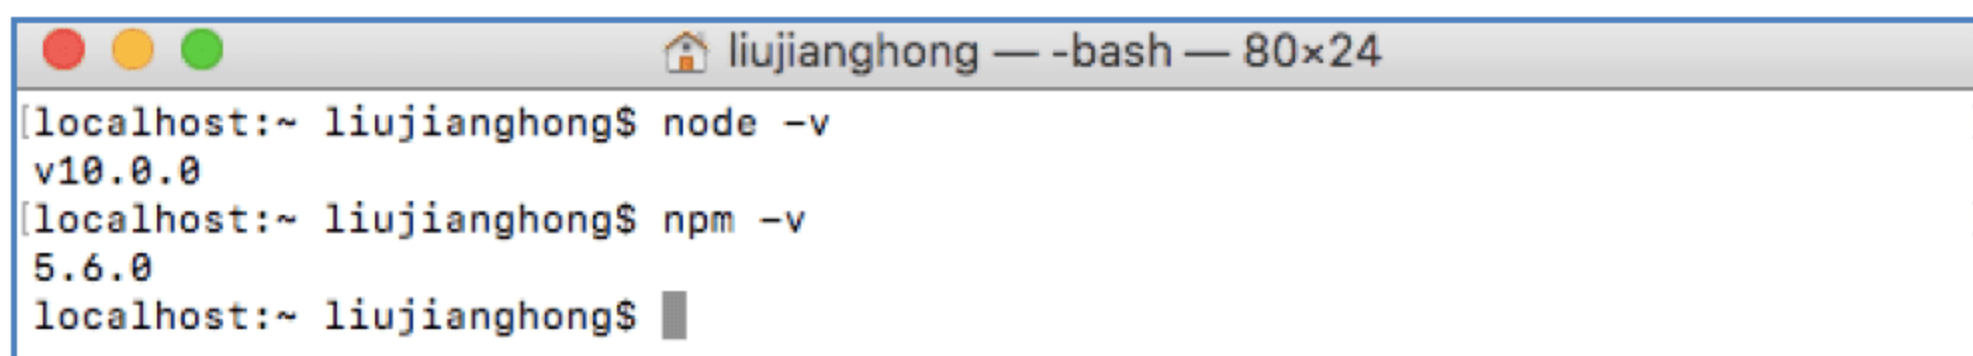 liujianghong — -bash — 80×24
[localhost:~ liujianghong$ node -v
v10.0.0
[localhost:~ liujianghong$ npm -v
5.6.0
localhost:~ liujianghong$